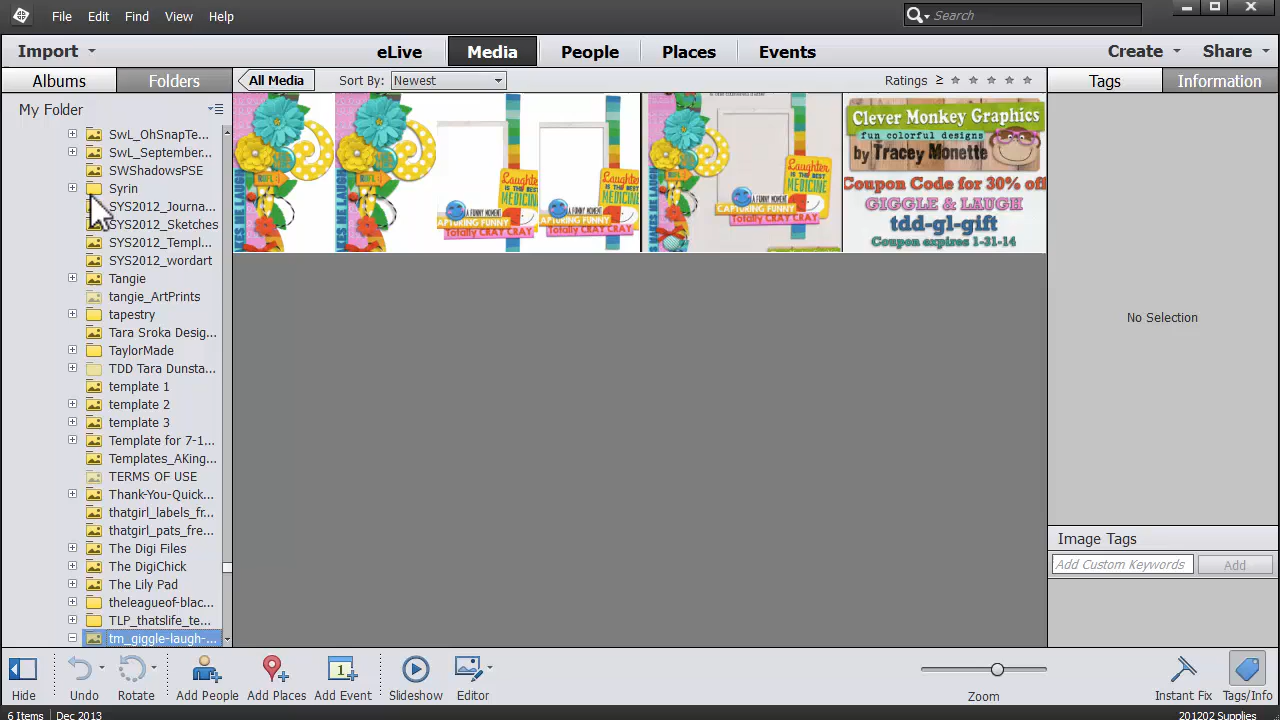 File Edit Find View Help
Search
Import
eLive Media People Places Events
Create Share
Albums Folders
All Media Sort By: Newest
Ratings ≥
Tags Information
My Folder
SwL_OhSnapTe...
SwL_September...
SWShadowsPSE
Syrin
SYS2012_Journa...
SYS2012_Sketches
SYS2012_Templ...
SYS2012_wordart
Tangie
tangie_ArtPrints
tapestry
Tara Sroka Desig...
TaylorMade
TDD Tara Dunsta...
template 1
template 2
template 3
Template for 7-1...
Templates_AKing...
TERMS OF USE
Thank-You-Quick...
thatgirl_labels_fr...
thatgirl_pats_fre...
The Digi Files
The DigiChick
The Lily Pad
theleagueof-blac...
TLP_thatslife_te...
tm_giggle-laugh-...
LAUGHTER
IS THE BEST
MEDICINE
A FUNNY MOMENT
CAPTURING FUNNY
Totally CRAY CRAY
Clever Monkey Graphics
fun colorful designs
by Tracey Monette
Coupon Code for 30% off
GIGGLE & LAUGH
tdd-gl-gift
Coupon expires 1-31-14
No Selection
Image Tags
Add Custom Keywords Add
Hide Undo Rotate Add People Add Places Add Event Slideshow Editor Zoom Instant Fix Tags/Info
6 Items Dec 2013 201202 Supplies